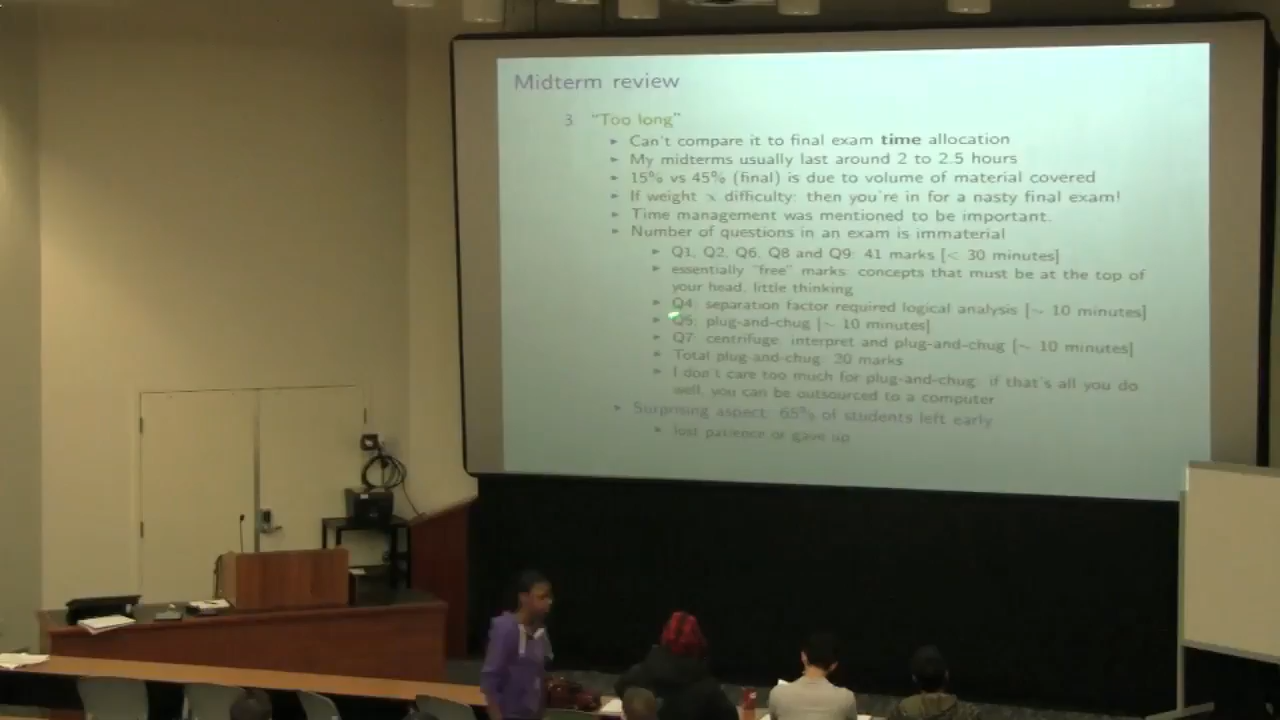 Midterm review
3. "Too long"
► Can't compare it to final exam time allocation
► My midterms usually last around 2 to 2.5 hours
► 15% vs 45% (final) is due to volume of material covered
► If weight ∝ difficulty: then you're in for a nasty final exam!
► Time management was mentioned to be important.
► Number of questions in an exam is immaterial
► Q1, Q2, Q6, Q8 and Q9: 41 marks [< 30 minutes]
► essentially "free" marks: concepts that must be at the top of
your head, little thinking
► Q4: separation factor required logical analysis [∼ 10 minutes]
► Q5: plug-and-chug [∼ 10 minutes]
► Q7: centrifuge: interpret and plug-and-chug [∼ 10 minutes]
► Total plug-and-chug: 20 marks
► I don't care too much for plug-and-chug: if that's all you do
well, you can be outsourced to a computer
► Surprising aspect: 65% of students left early
► lost patience or gave up